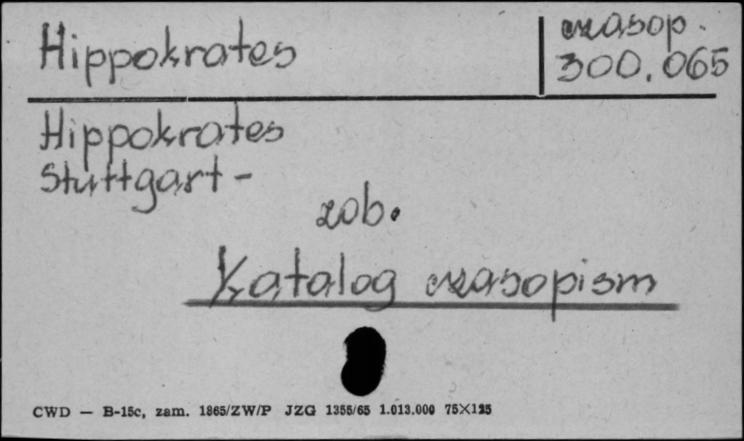 Hippokrates
czasop.
300.065
Hippokrates
Stuttgart -
zob.
Katalog czasopism
CWD — B-15c, zam. 1865/ZW/P JZG 1355/65 1.013.000 75×125